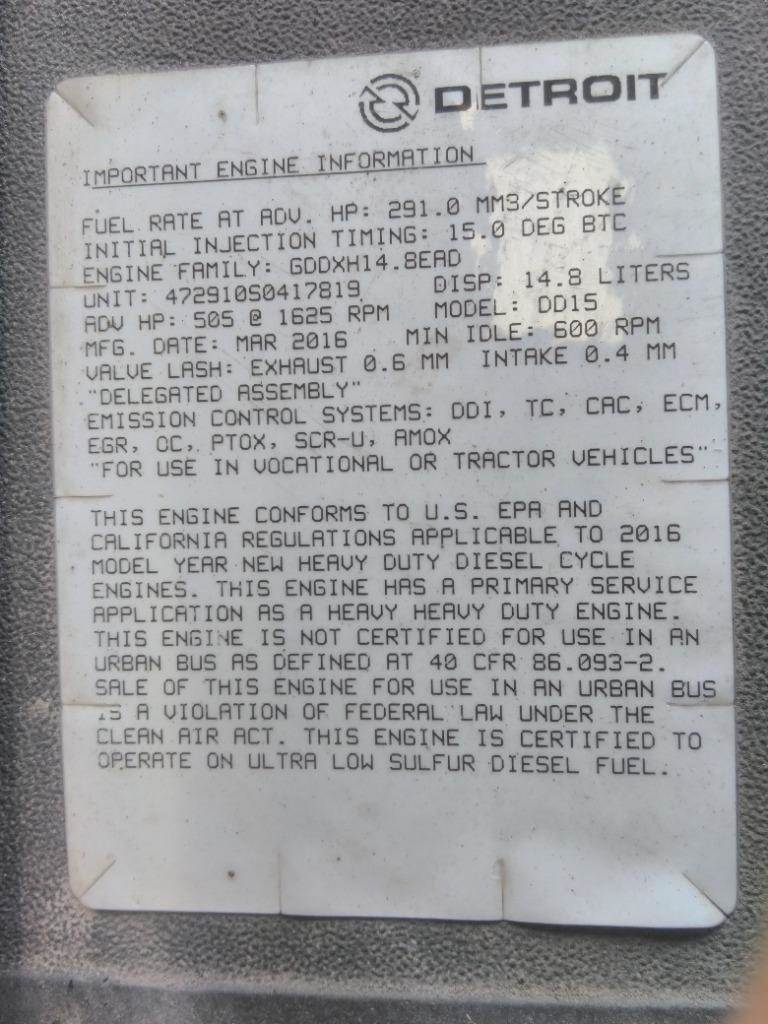 DETROIT
IMPORTANT ENGINE INFORMATION
FUEL RATE AT ADV. HP: 291.0 MM3/STROKE
INITIAL INJECTION TIMING: 15.0 DEG BTC
ENGINE FAMILY: GDDXH14.8EAD
UNIT: 472910S0417819 DISP: 14.8 LITERS
ADV HP: 505 @ 1625 RPM MODEL: DD15
MFG. DATE: MAR 2016 MIN IDLE: 600 RPM
VALVE LASH: EXHAUST 0.6 MM INTAKE 0.4 MM
"DELEGATED ASSEMBLY"
EMISSION CONTROL SYSTEMS: DDI, TC, CAC, ECM,
EGR, OC, PTOX, SCR-U, AMOX
"FOR USE IN VOCATIONAL OR TRACTOR VEHICLES"
THIS ENGINE CONFORMS TO U.S. EPA AND
CALIFORNIA REGULATIONS APPLICABLE TO 2016
MODEL YEAR NEW HEAVY DUTY DIESEL CYCLE
ENGINES. THIS ENGINE HAS A PRIMARY SERVICE
APPLICATION AS A HEAVY HEAVY DUTY ENGINE.
THIS ENGINE IS NOT CERTIFIED FOR USE IN AN
URBAN BUS AS DEFINED AT 40 CFR 86.093-2.
SALE OF THIS ENGINE FOR USE IN AN URBAN BUS
IS A VIOLATION OF FEDERAL LAW UNDER THE
CLEAN AIR ACT. THIS ENGINE IS CERTIFIED TO
OPERATE ON ULTRA LOW SULFUR DIESEL FUEL.